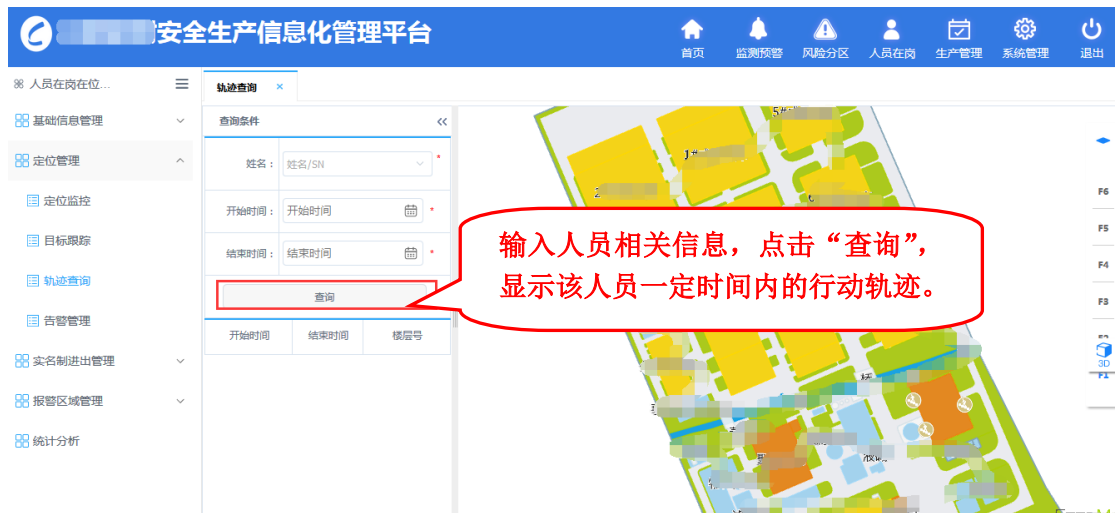 安全生产信息化管理平台
首页
监测预警
风险分区
人员在岗
生产管理
系统管理
退出
人员在岗在位...
轨迹查询 ×
基础信息管理
定位管理
定位监控
目标跟踪
轨迹查询
告警管理
实名制进出管理
报警区域管理
统计分析
查询条件 <<
姓名： 姓名/SN *
开始时间： 开始时间 *
结束时间： 结束时间 *
查询
开始时间 结束时间 楼层号
输入人员相关信息，点击“查询”，
显示该人员一定时间内的行动轨迹。
5#
1#
F6
F5
F4
F3
3D
F1